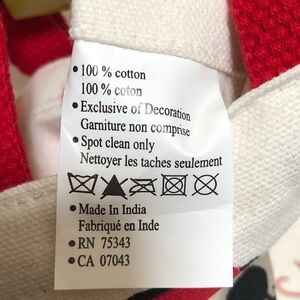 • 100 % cotton
100 % coton
• Exclusive of Decoration
Garniture non comprise
• Spot clean only
Nettoyer les taches seulement
• Made In India
Fabriqué en Inde
• RN 75343
• CA 07043